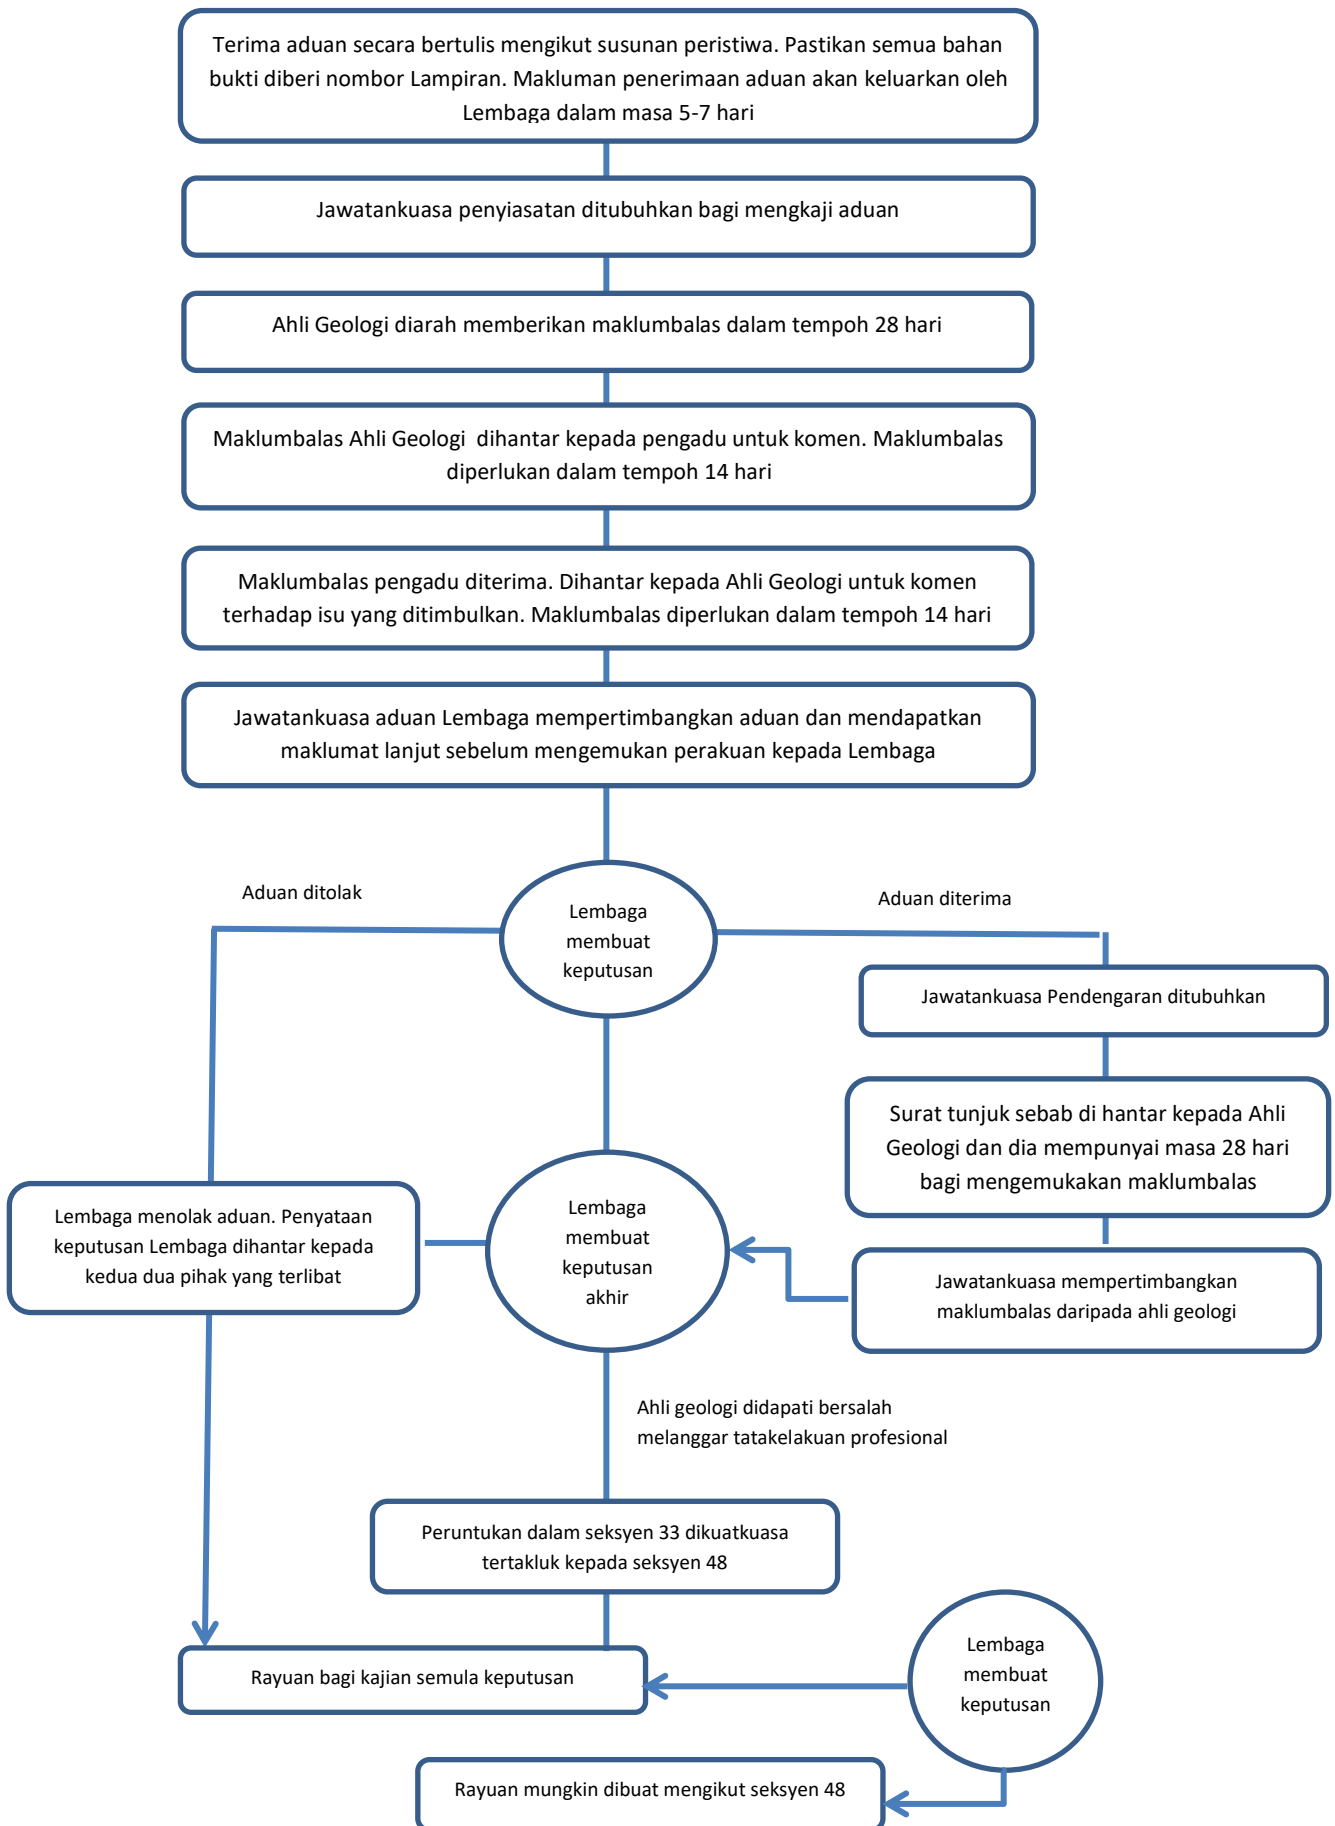 Terima aduan secara bertulis mengikut susunan peristiwa. Pastikan semua bahan
bukti diberi nombor Lampiran. Makluman penerimaan aduan akan keluarkan oleh
Lembaga dalam masa 5-7 hari
Jawatankuasa penyiasatan ditubuhkan bagi mengkaji aduan
Ahli Geologi diarah memberikan maklumbalas dalam tempoh 28 hari
Maklumbalas Ahli Geologi dihantar kepada pengadu untuk komen. Maklumbalas
diperlukan dalam tempoh 14 hari
Maklumbalas pengadu diterima. Dihantar kepada Ahli Geologi untuk komen
terhadap isu yang ditimbulkan. Maklumbalas diperlukan dalam tempoh 14 hari
Jawatankuasa aduan Lembaga mempertimbangkan aduan dan mendapatkan
maklumat lanjut sebelum mengemukan perakuan kepada Lembaga
Aduan ditolak
Lembaga
membuat
keputusan
Aduan diterima
Jawatankuasa Pendengaran ditubuhkan
Surat tunjuk sebab di hantar kepada Ahli
Geologi dan dia mempunyai masa 28 hari
bagi mengemukakan maklumbalas
Lembaga menolak aduan. Penyataan
keputusan Lembaga dihantar kepada
kedua dua pihak yang terlibat
Lembaga
membuat
keputusan
akhir
Jawatankuasa mempertimbangkan
maklumbalas daripada ahli geologi
Ahli geologi didapati bersalah
melanggar tatakelakuan profesional
Peruntukan dalam seksyen 33 dikuatkuasa
tertakluk kepada seksyen 48
Rayuan bagi kajian semula keputusan
Lembaga
membuat
keputusan
Rayuan mungkin dibuat mengikut seksyen 48